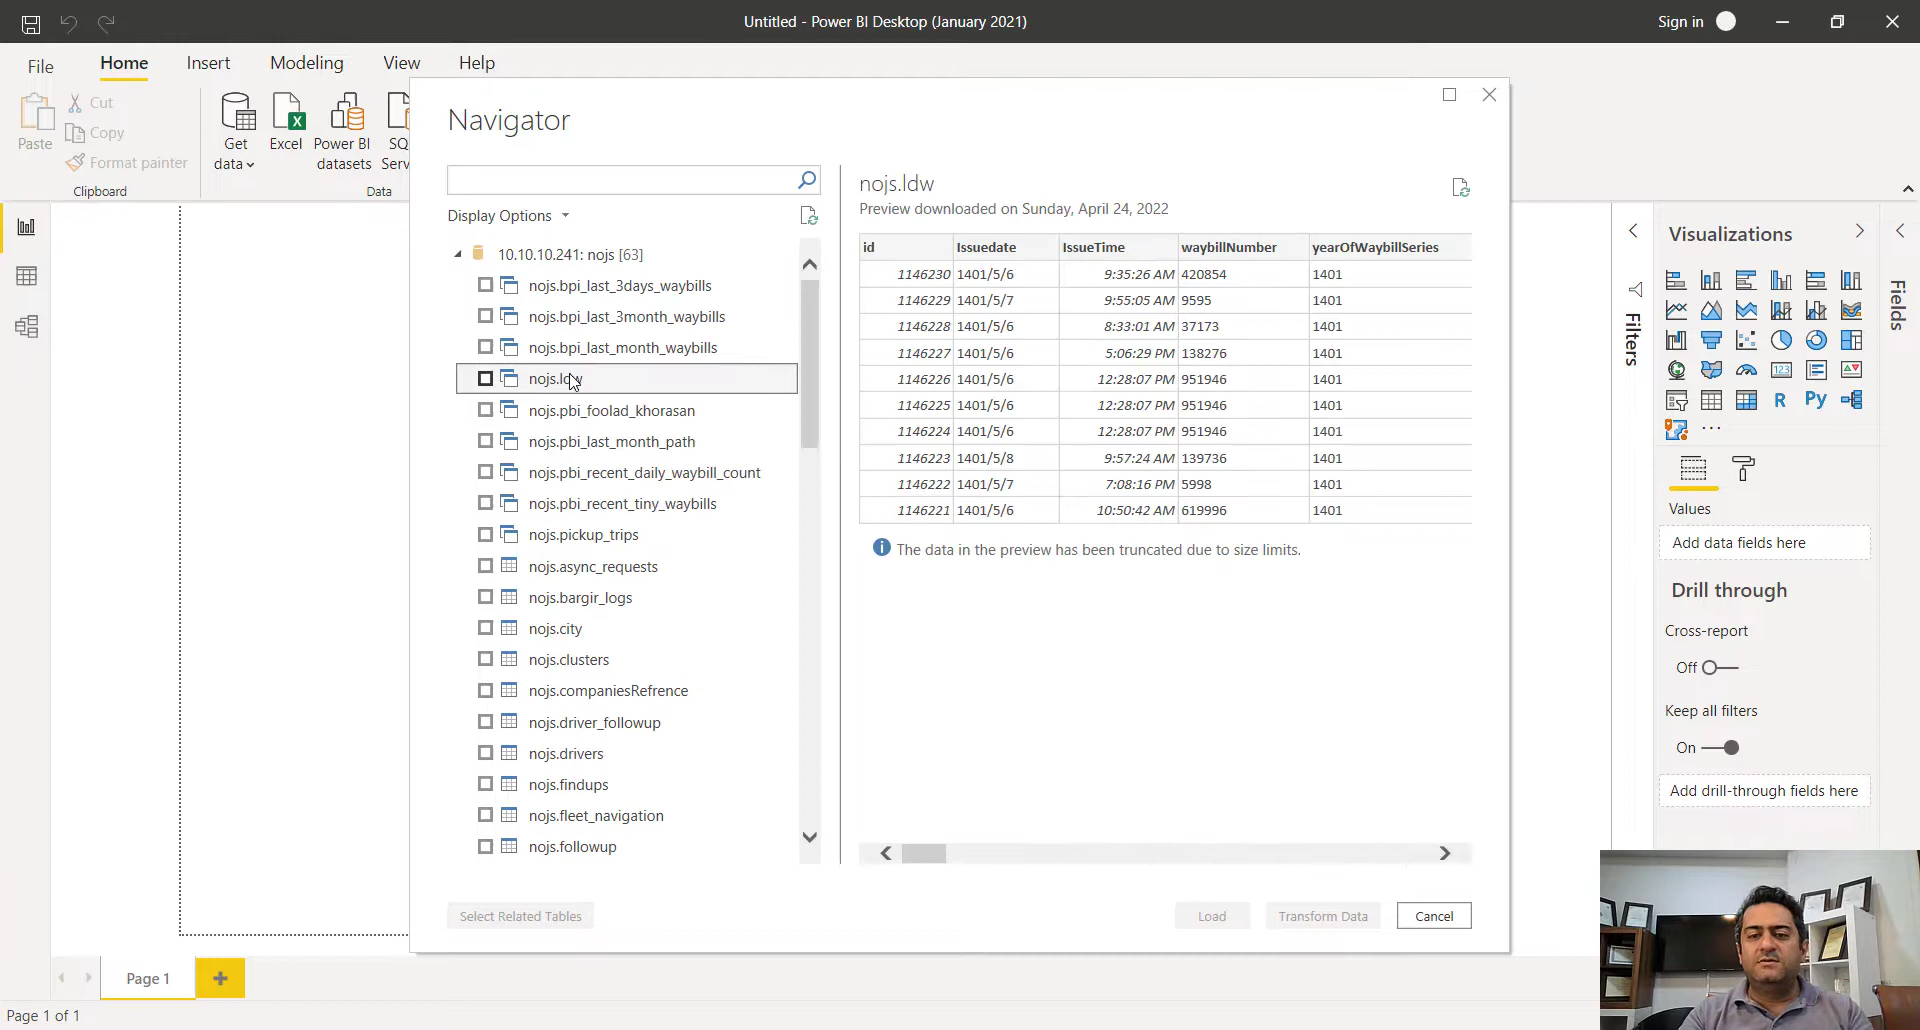 Untitled - Power BI Desktop (January 2021)
Sign in
File
Home
Insert
Modeling
View
Help
Paste
Cut
Copy
Format painter
Clipboard
Get
data
Excel
Power BI
datasets
SQ
Serv
Data
Navigator
Display Options
10.10.10.241: nojs [63]
nojs.bpi_last_3days_waybills
nojs.bpi_last_3month_waybills
nojs.bpi_last_month_waybills
nojs.ldw
nojs.pbi_foolad_khorasan
nojs.pbi_last_month_path
nojs.pbi_recent_daily_waybill_count
nojs.pbi_recent_tiny_waybills
nojs.pickup_trips
nojs.async_requests
nojs.bargir_logs
nojs.city
nojs.clusters
nojs.companiesRefrence
nojs.driver_followup
nojs.drivers
nojs.findups
nojs.fleet_navigation
nojs.followup
Select Related Tables
nojs.ldw
Preview downloaded on Sunday, April 24, 2022
id Issuedate IssueTime waybillNumber yearOfWaybillSeries
1146230 1401/5/6 9:35:26 AM 420854 1401
1146229 1401/5/7 9:55:05 AM 9595 1401
1146228 1401/5/6 8:33:01 AM 37173 1401
1146227 1401/5/6 5:06:29 PM 138276 1401
1146226 1401/5/6 12:28:07 PM 951946 1401
1146225 1401/5/6 12:28:07 PM 951946 1401
1146224 1401/5/6 12:28:07 PM 951946 1401
1146223 1401/5/8 9:57:24 AM 139736 1401
1146222 1401/5/7 7:08:16 PM 5998 1401
1146221 1401/5/6 10:50:42 AM 619996 1401
The data in the preview has been truncated due to size limits.
Load
Transform Data
Cancel
Filters
Visualizations
123
R
Py
Values
Add data fields here
Drill through
Cross-report
Off
Keep all filters
On
Add drill-through fields here
Fields
Page 1
Page 1 of 1